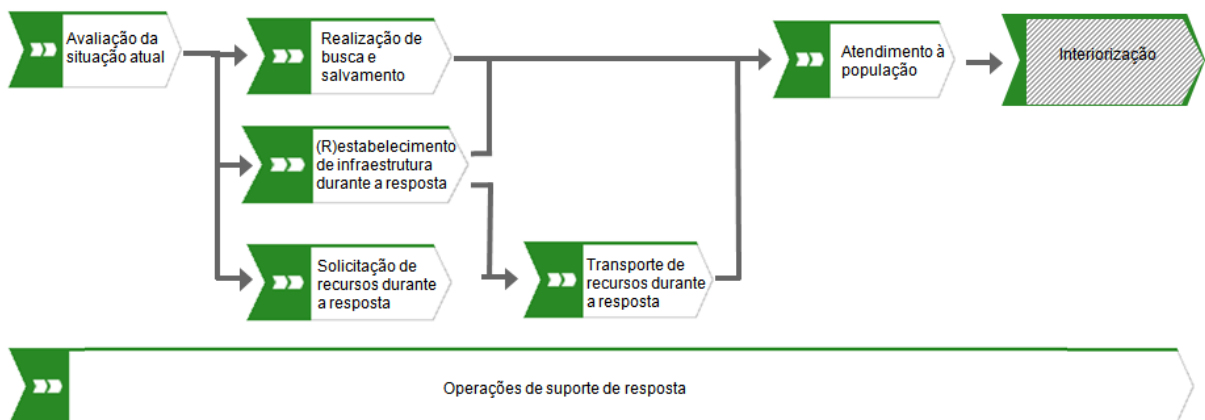 Avaliação da
situação atual
Realização de
busca e
salvamento
Atendimento à
população
Interiorização
(R)estabelecimento
de infraestrutura
durante a resposta
Solicitação de
recursos durante
a resposta
Transporte de
recursos durante
a resposta
Operações de suporte de resposta